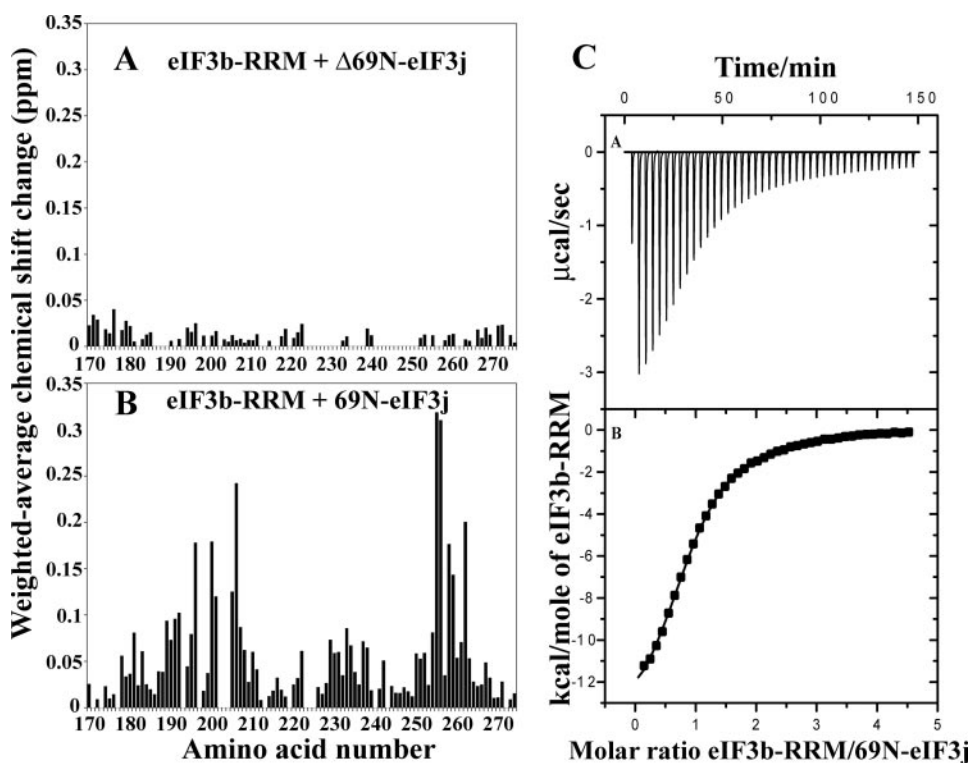 Weighted-average chemical shift change (ppm)
A
eIF3b-RRM + Δ69N-eIF3j
0.35
0.3
0.25
0.2
0.15
0.1
0.05
0
170 180 190 200 210 220 230 240 250 260 270
B
eIF3b-RRM + 69N-eIF3j
0.35
0.3
0.25
0.2
0.15
0.1
0.05
0
170 180 190 200 210 220 230 240 250 260 270
Amino acid number
C
Time/min
0 50 100 150
A
μcal/sec
0
-1
-2
-3
B
kcal/mole of eIF3b-RRM
0
-2
-4
-6
-8
-10
-12
0 1 2 3 4 5
Molar ratio eIF3b-RRM/69N-eIF3j